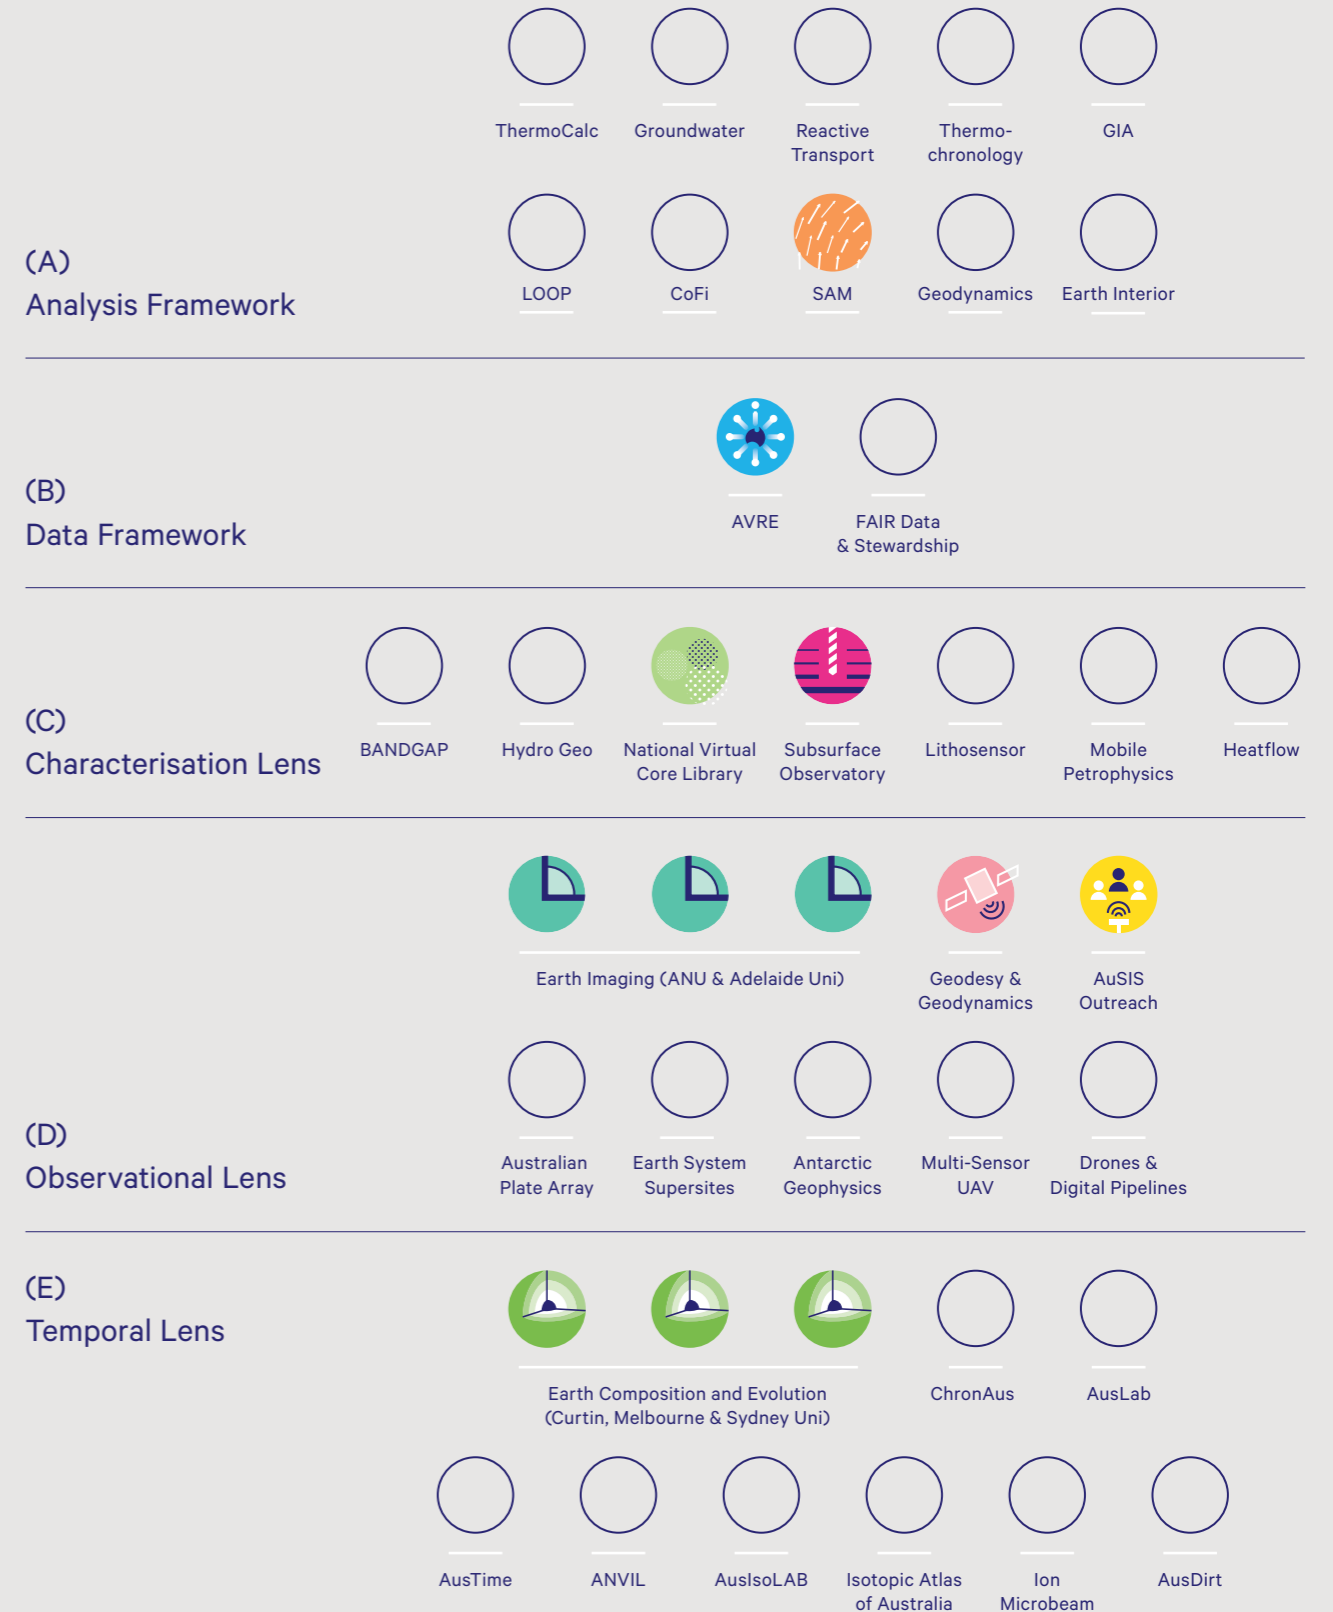 ThermoCalc
Groundwater
Reactive
Transport
Thermo-
chronology
GIA
(A)
Analysis Framework
LOOP
CoFi
SAM
Geodynamics
Earth Interior
(B)
Data Framework
AVRE
FAIR Data
& Stewardship
(C)
Characterisation Lens
BANDGAP
Hydro Geo
National Virtual
Core Library
Subsurface
Observatory
Lithosensor
Mobile
Petrophysics
Heatflow
Earth Imaging (ANU & Adelaide Uni)
Geodesy &
Geodynamics
AuSIS
Outreach
(D)
Observational Lens
Australian
Plate Array
Earth System
Supersites
Antarctic
Geophysics
Multi-Sensor
UAV
Drones &
Digital Pipelines
(E)
Temporal Lens
Earth Composition and Evolution
(Curtin, Melbourne & Sydney Uni)
ChronAus
AusLab
AusTime
ANVIL
AusIsoLAB
Isotopic Atlas
of Australia
Ion
Microbeam
AusDirt